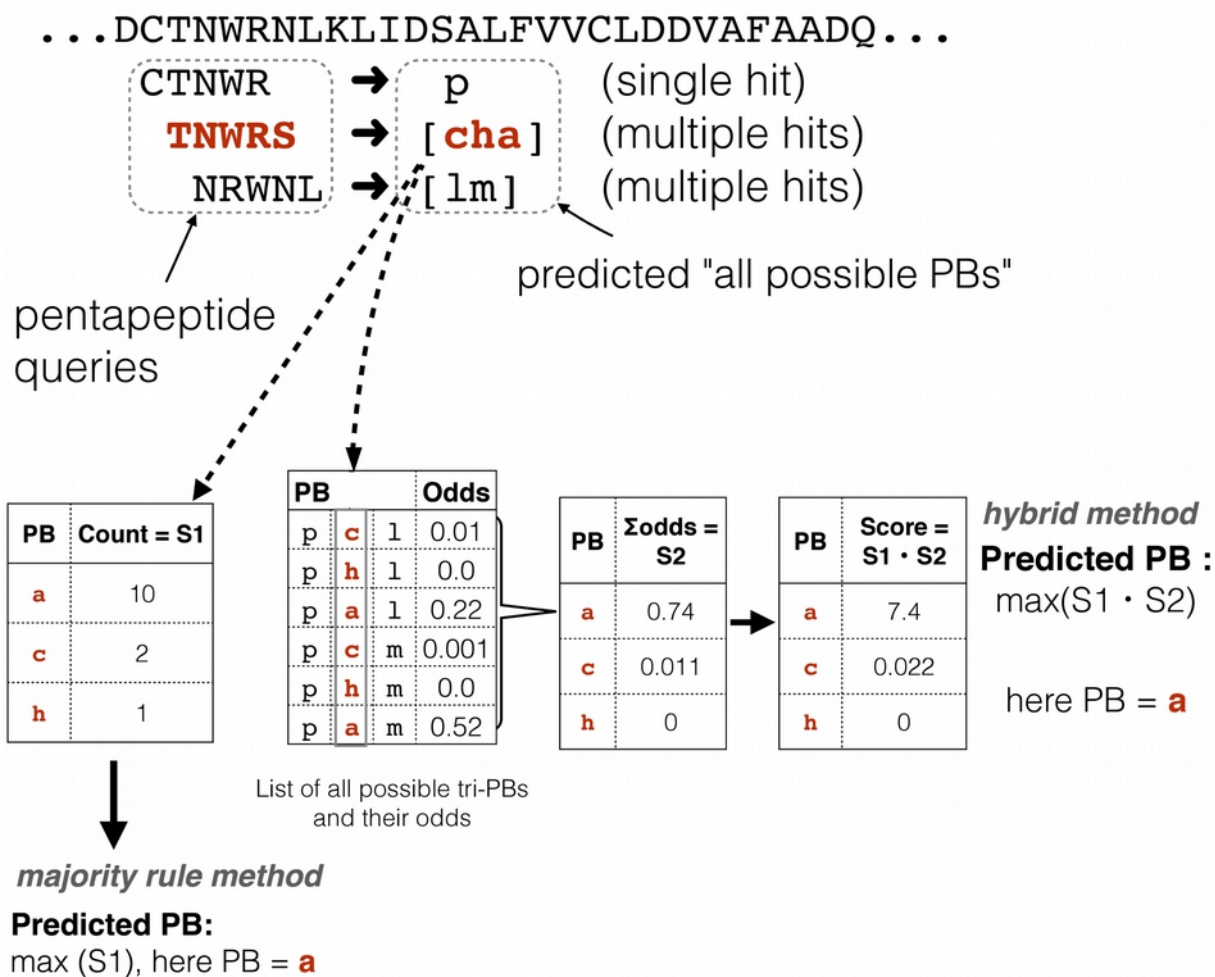 ...DCTNWRNLKLIDSALFVVCLDDVAFAADQ...
CTNWR ➔ p (single hit)
TNWRS ➔ [cha] (multiple hits)
NRWNL ➔ [lm] (multiple hits)
predicted "all possible PBs"
pentapeptide
queries
PB Count = S1
a 10
c 2
h 1
PB Odds
p c l 0.01
p h l 0.0
p a l 0.22
p c m 0.001
p h m 0.0
p a m 0.52
List of all possible tri-PBs
and their odds
PB Σodds =
S2
a 0.74
c 0.011
h 0
PB Score =
S1 · S2
a 7.4
c 0.022
h 0
hybrid method
Predicted PB :
max(S1 · S2)
here PB = a
majority rule method
Predicted PB:
max (S1), here PB = a